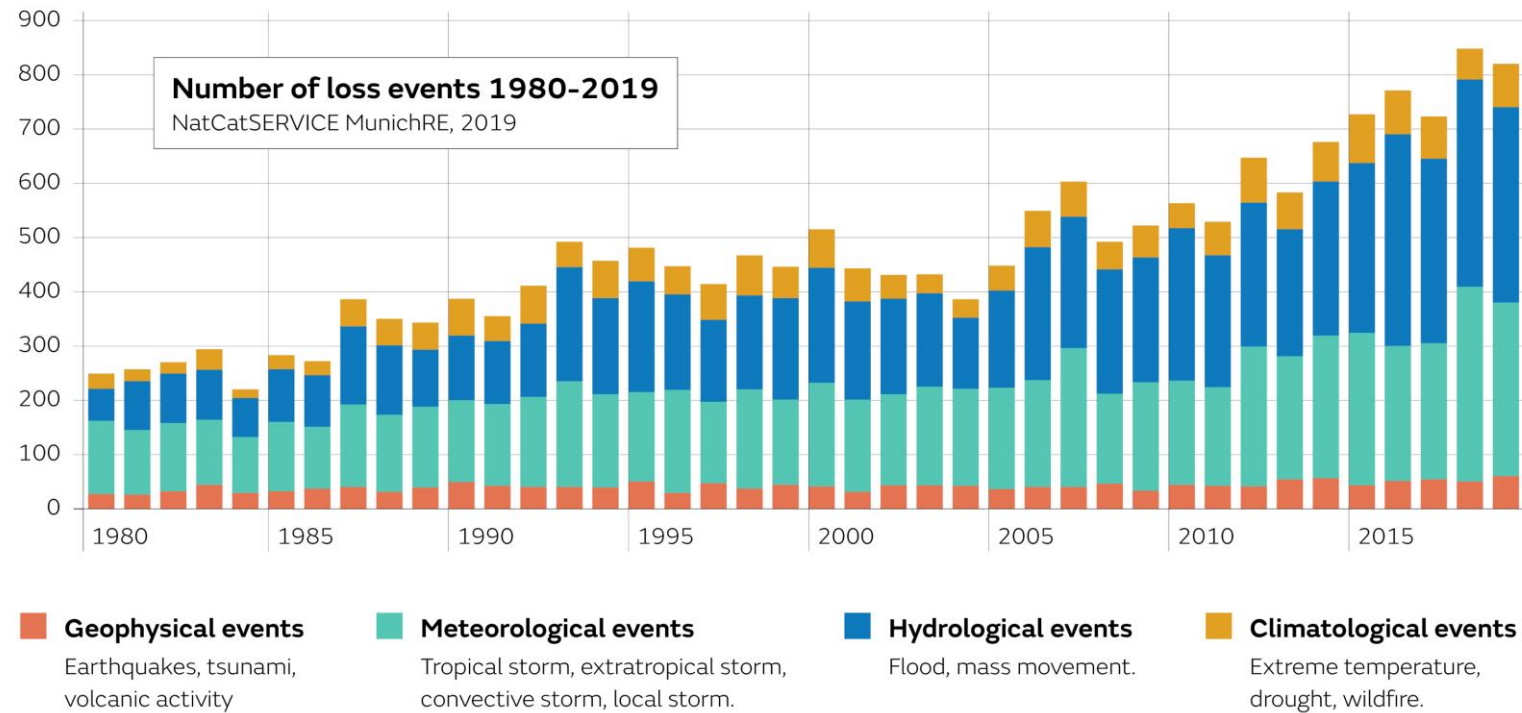 900
800
700
600
500
400
300
200
100
0
Number of loss events 1980-2019
NatCatSERVICE MunichRE, 2019
1980 1985 1990 1995 2000 2005 2010 2015
Geophysical events
Earthquakes, tsunami,
volcanic activity
Meteorological events
Tropical storm, extratropical storm,
convective storm, local storm.
Hydrological events
Flood, mass movement.
Climatological events
Extreme temperature,
drought, wildfire.